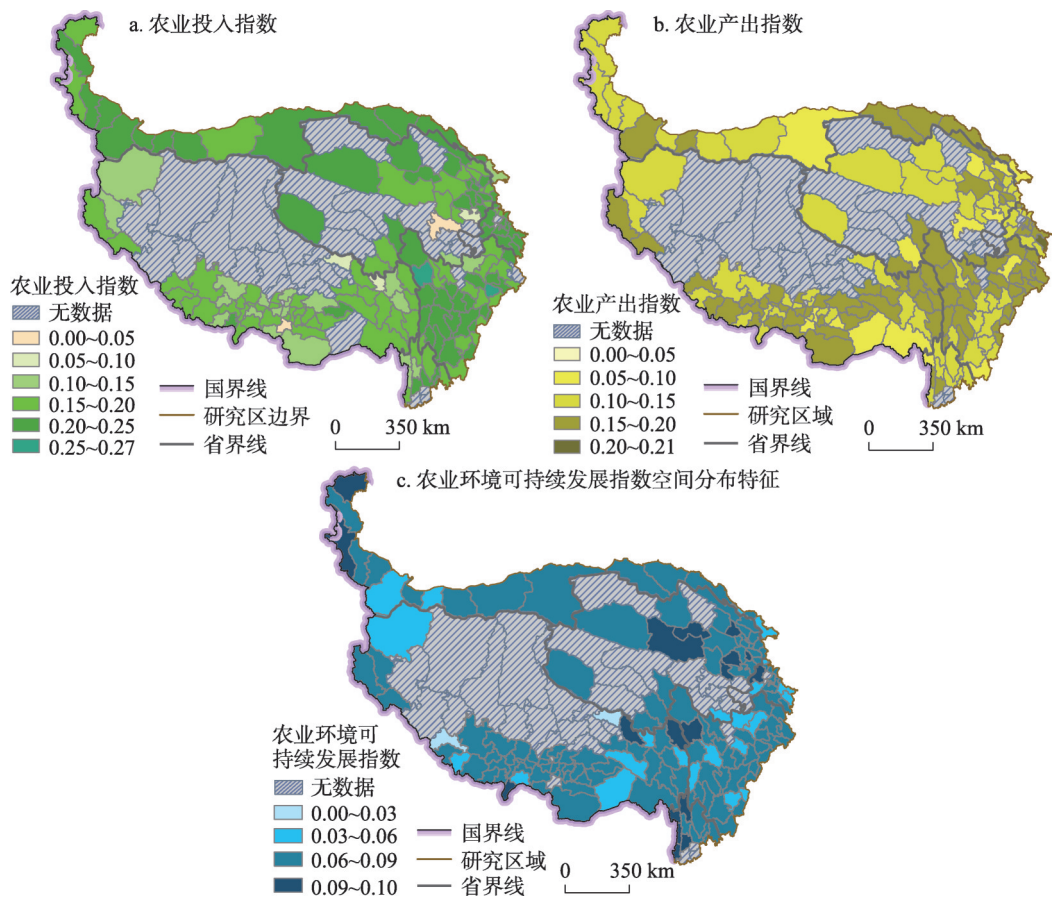 a. 农业投入指数
农业投入指数
无数据
0.00~0.05
0.05~0.10
0.10~0.15
0.15~0.20
0.20~0.25
0.25~0.27
国界线
研究区边界
省界线
0 350 km
b. 农业产出指数
农业产出指数
无数据
0.00~0.05
0.05~0.10
0.10~0.15
0.15~0.20
0.20~0.21
国界线
研究区域
省界线
0 350 km
c. 农业环境可持续发展指数空间分布特征
农业环境可
持续发展指数
无数据
0.00~0.03
0.03~0.06
0.06~0.09
0.09~0.10
国界线
研究区域
省界线
0 350 km